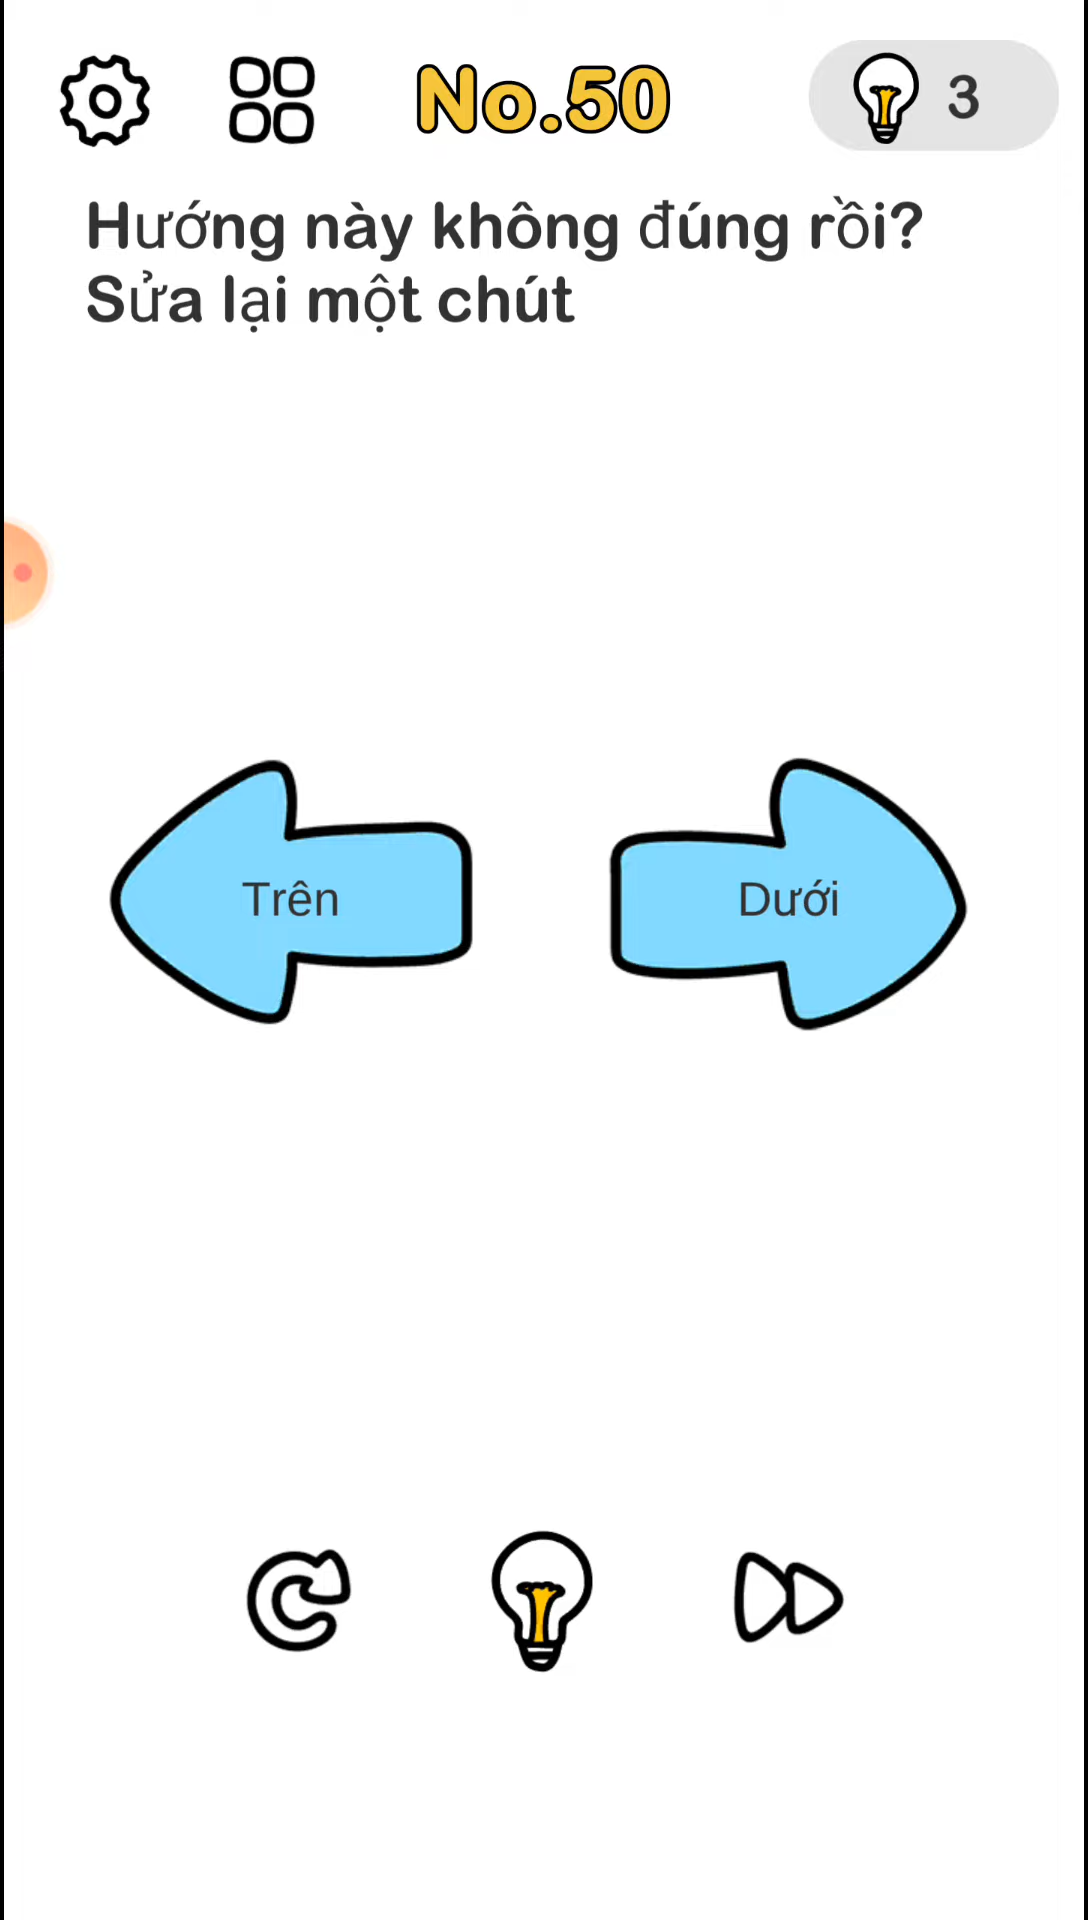 No.50
3
Hướng này không đúng rồi?
Sửa lại một chút
Trên
Dưới